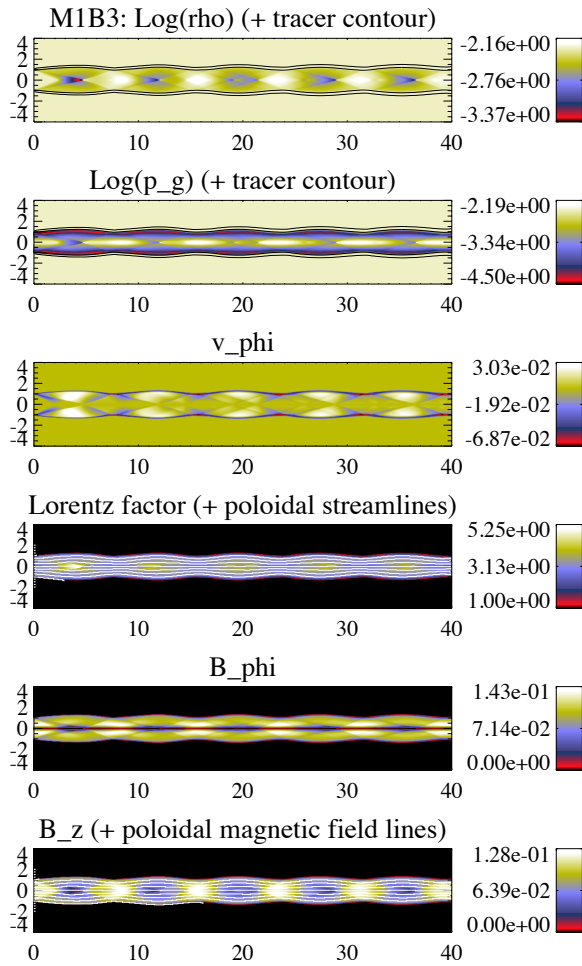 M1B3: Log(rho) (+ tracer contour)
4
2
0
-2
-4
0 10 20 30 40
-2.16e+00
-2.76e+00
-3.37e+00
Log(p_g) (+ tracer contour)
4
2
0
-2
-4
0 10 20 30 40
-2.19e+00
-3.34e+00
-4.50e+00
v_phi
4
2
0
-2
-4
0 10 20 30 40
3.03e-02
-1.92e-02
-6.87e-02
Lorentz factor (+ poloidal streamlines)
4
2
0
-2
-4
0 10 20 30 40
5.25e+00
3.13e+00
1.00e+00
B_phi
4
2
0
-2
-4
0 10 20 30 40
1.43e-01
7.14e-02
0.00e+00
B_z (+ poloidal magnetic field lines)
4
2
0
-2
-4
0 10 20 30 40
1.28e-01
6.39e-02
0.00e+00